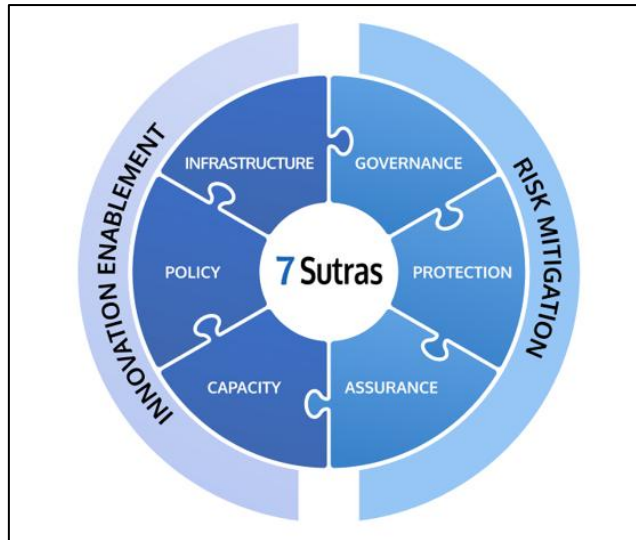 INNOVATION ENABLEMENT
INFRASTRUCTURE
GOVERNANCE
RISK MITIGATION
POLICY
7 Sutras
PROTECTION
CAPACITY
ASSURANCE